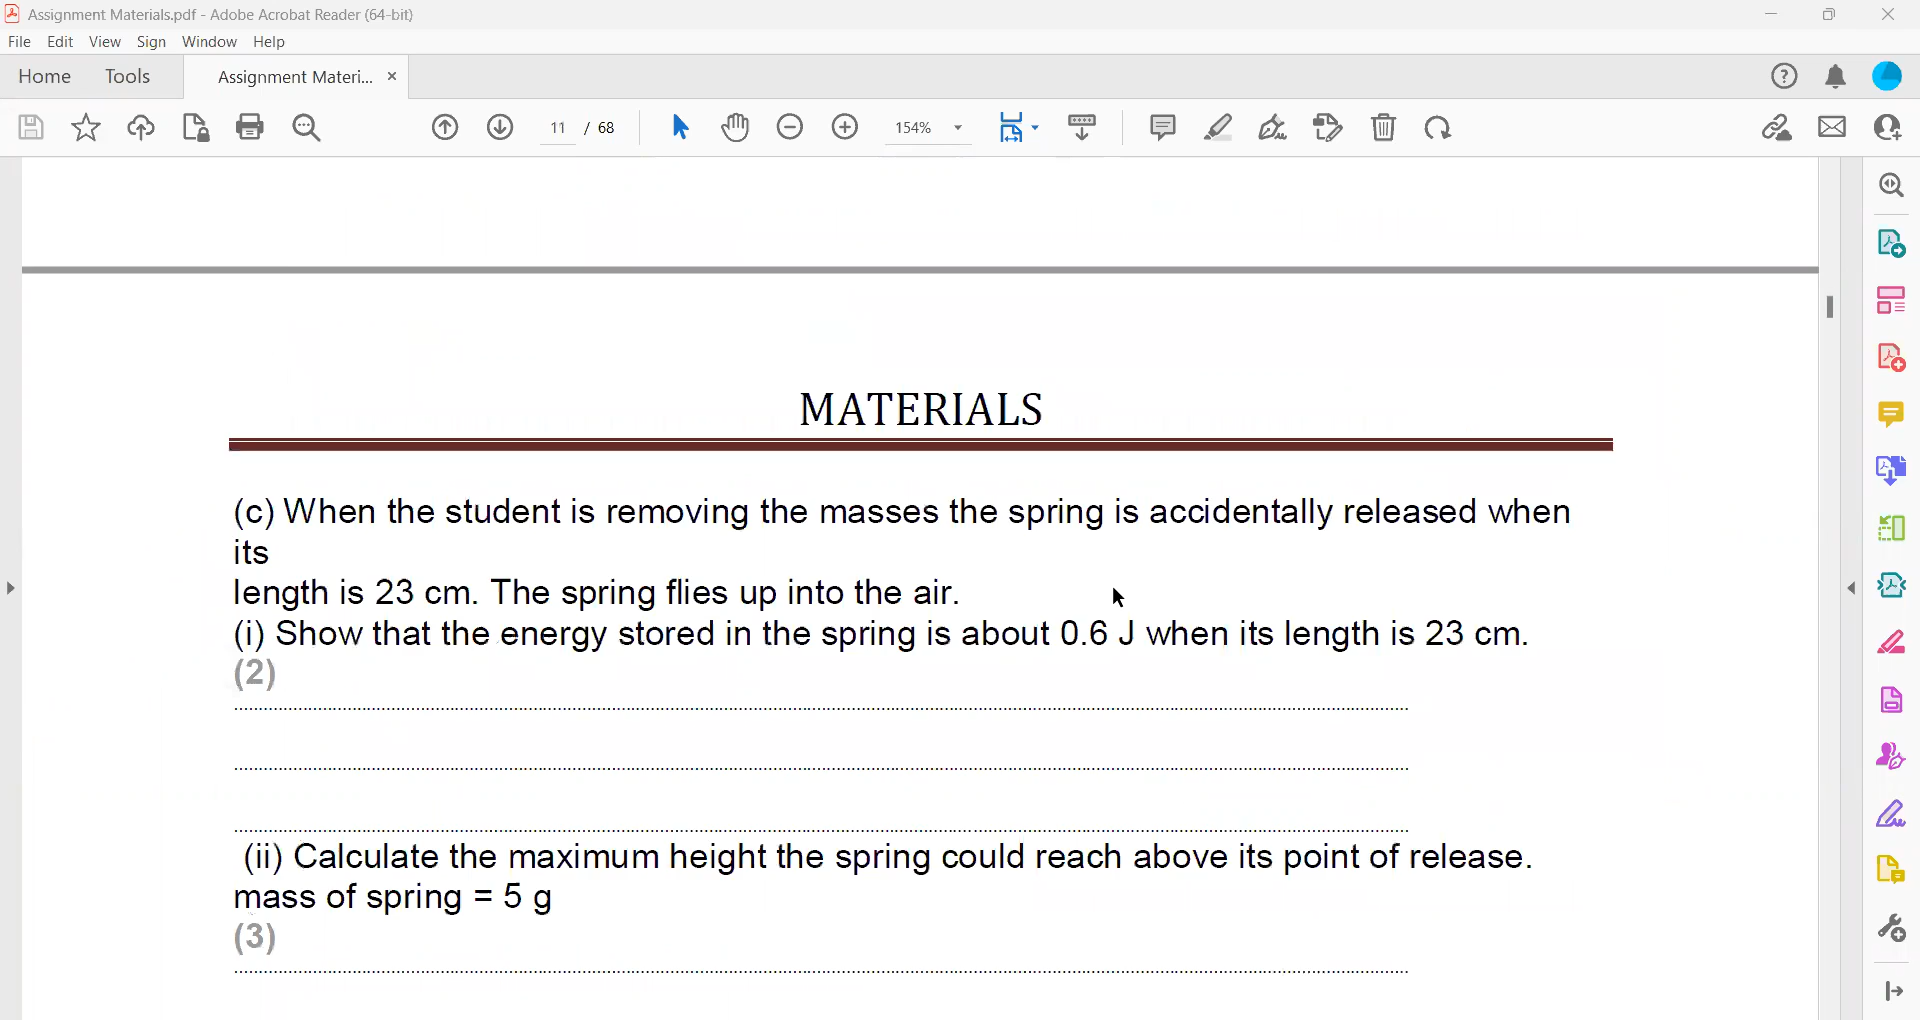 Assignment Materials.pdf - Adobe Acrobat Reader (64-bit)
File Edit View Sign Window Help
Home Tools Assignment Materi... ×
11 / 68 154%
MATERIALS
(c) When the student is removing the masses the spring is accidentally released when
its
length is 23 cm. The spring flies up into the air.
(i) Show that the energy stored in the spring is about 0.6 J when its length is 23 cm.
(2)
(ii) Calculate the maximum height the spring could reach above its point of release.
mass of spring = 5 g
(3)